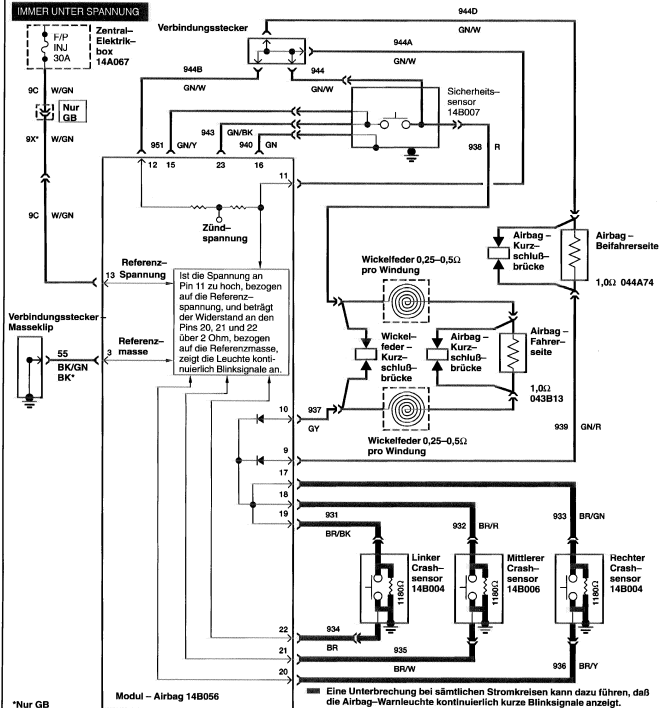 IMMER UNTER SPANNUNG
F/P
INJ
30A
Zentral–
Elektrik–
box
14A067
Verbindungsstecker
944D
GN/W
944A
GN/W
944B
GN/W
944
GN/W
Sicherheits–
sensor
14B007
9C
W/GN
Nur
GB
9X*
W/GN
9C
W/GN
951
GN/Y
943
GN/BK
940
GN
938
R
12
15
23
16
11
Zünd–
spannung
Referenz–
Spannung
13
Ist die Spannung an
Pin 11 zu hoch, bezogen
auf die Referenz–
spannung, und beträgt
der Widerstand an den
Pins 20, 21 und 22
über 2 Ohm, bezogen
auf die Referenzmasse,
zeigt die Leuchte konti–
nuierlich Blinksignale an.
Verbindungsstecker–
Masseklip
55
BK/GN
BK*
3
Referenz–
masse
Wickelfeder 0,25–0,5Ω
pro Windung
Airbag –
Kurz–
schluß–
brücke
Airbag –
Beifahrerseite
1,0Ω 044A74
Wickel–
feder –
Kurz–
schluß–
brücke
Airbag –
Kurz–
schluß–
brücke
Airbag –
Fahrer–
seite
1,0Ω
043B13
Wickelfeder 0,25–0,5Ω
pro Windung
10
937
GY
9
939
GN/R
17
18
19
931
BR/BK
932
BR/R
933
BR/GN
Linker
Crash–
sensor
14B004
1180Ω
Mittlerer
Crash–
sensor
14B006
1180Ω
Rechter
Crash–
sensor
14B004
1180Ω
22
934
BR
21
935
BR/W
20
936
BR/Y
Modul – Airbag 14B056
Eine Unterbrechung bei sämtlichen Stromkreisen kann dazu führen, daß
die Airbag–Warnleuchte kontinuierlich kurze Blinksignale anzeigt.
*Nur GB